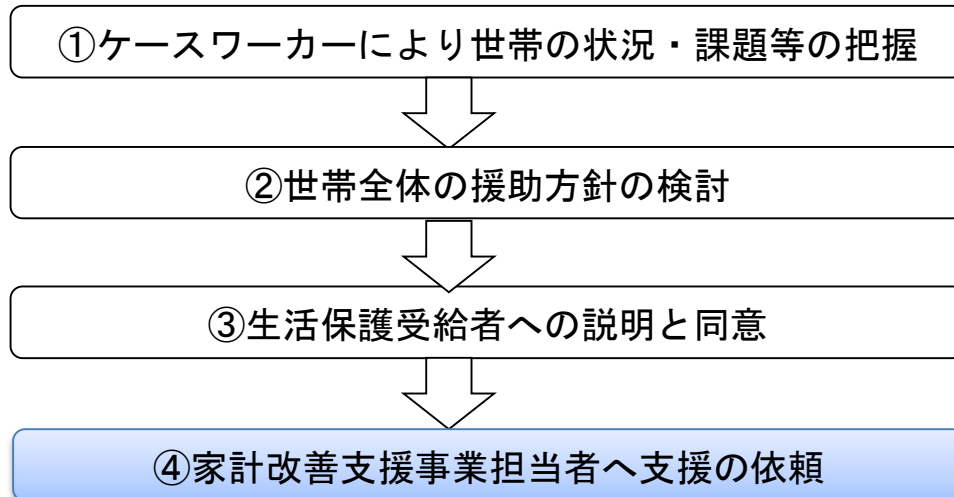 ①ケースワーカーにより世帯の状況・課題等の把握
②世帯全体の援助方針の検討
③生活保護受給者への説明と同意
④家計改善支援事業担当者へ支援の依頼